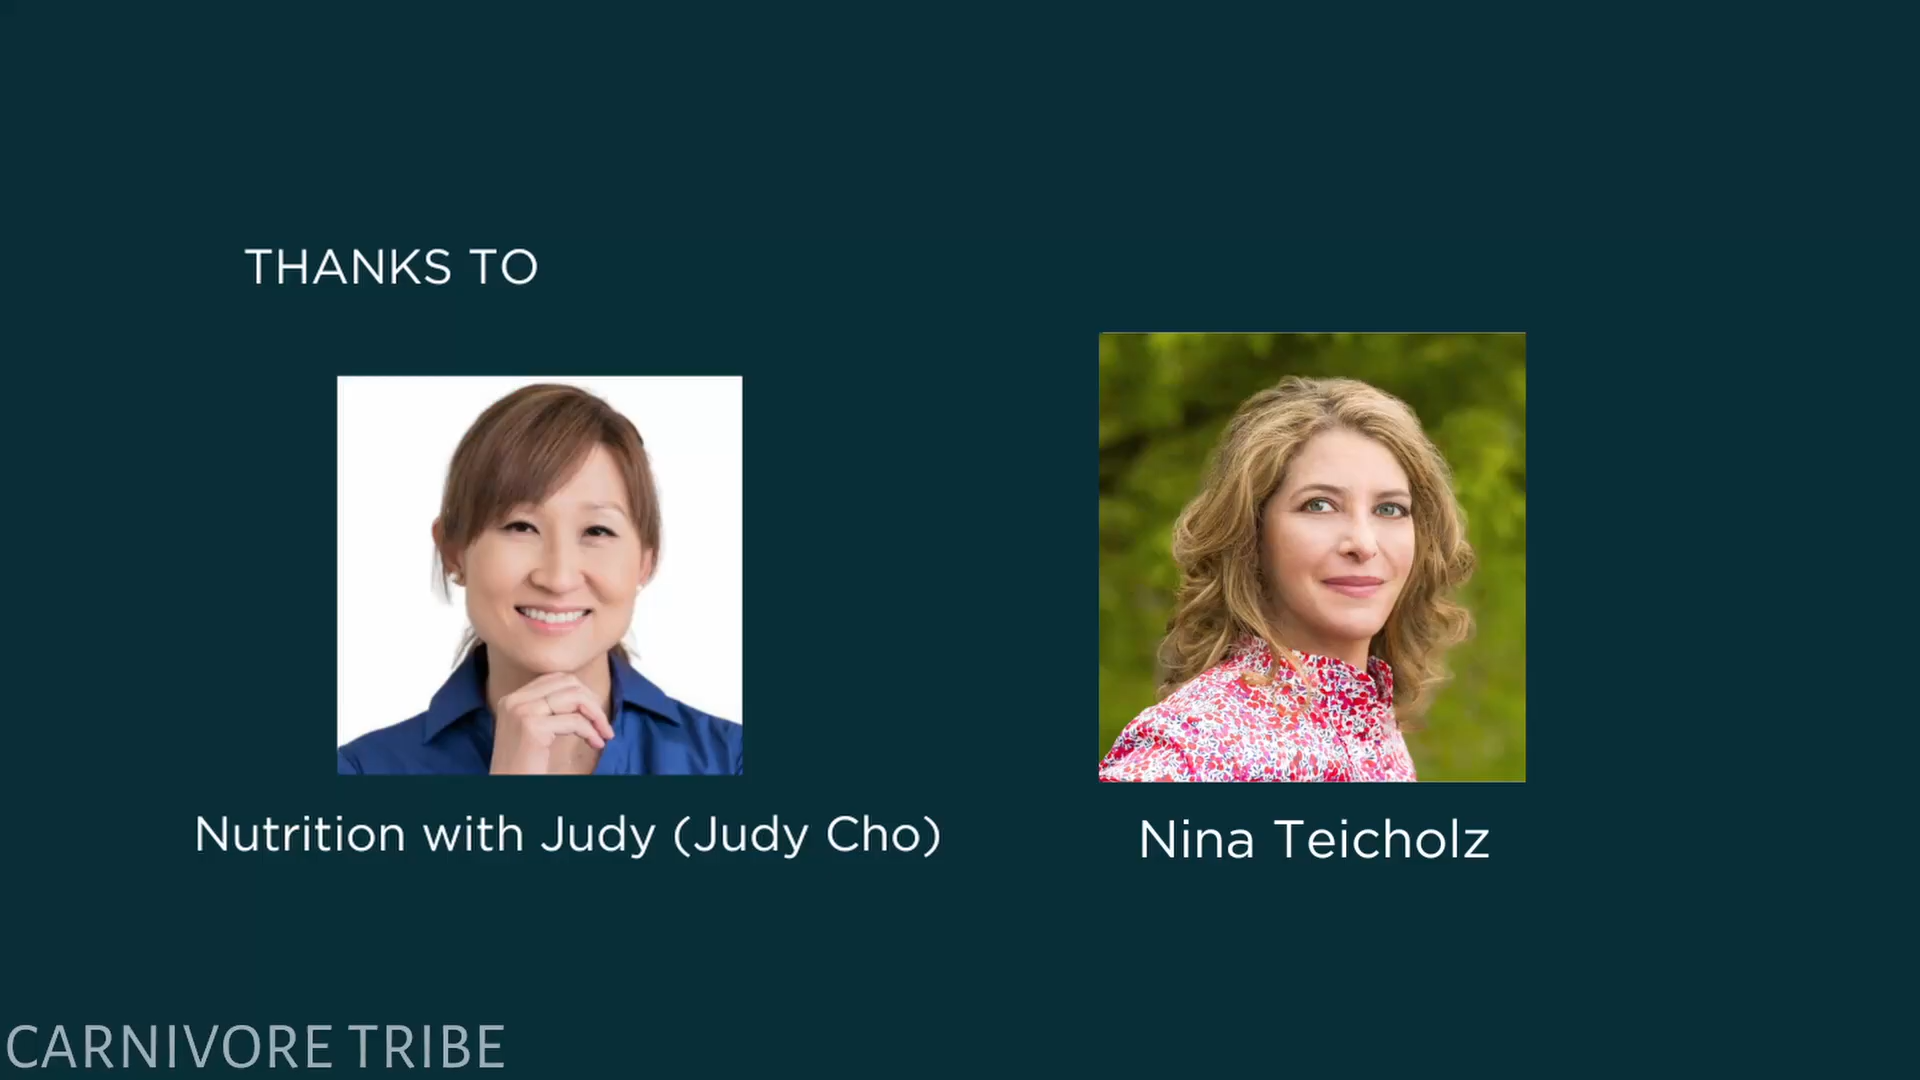 THANKS TO
Nutrition with Judy (Judy Cho)
Nina Teicholz
CARNIVORE TRIBE